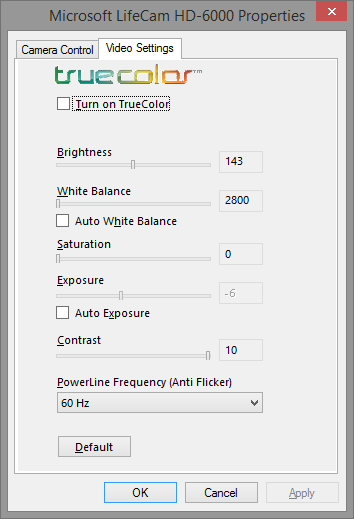 Microsoft LifeCam HD-6000 Properties
Camera Control Video Settings
truecolor™
Turn on TrueColor
Brightness
143
White Balance
2800
Auto White Balance
Saturation
0
Exposure
-6
Auto Exposure
Contrast
10
PowerLine Frequency (Anti Flicker)
60 Hz
Default
OK Cancel Apply